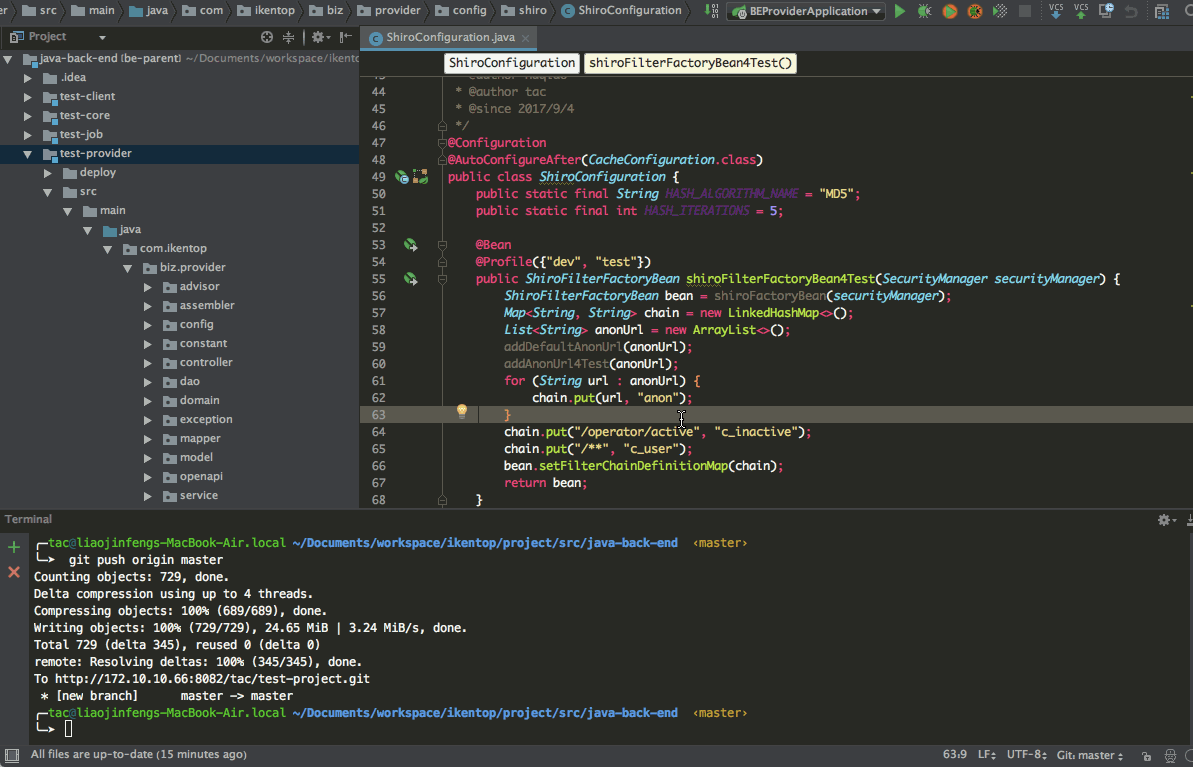 er src main java com ikentop biz provider config shiro ShiroConfiguration BEProviderApplication VCS VCS
Project
ShiroConfiguration.java
java-back-end (be-parent) ~/Documents/workspace/ikento
.idea
test-client
test-core
test-job
test-provider
deploy
src
main
java
com.ikentop
biz.provider
advisor
assembler
config
constant
controller
dao
domain
exception
mapper
model
openapi
service
ShiroConfiguration shiroFilterFactoryBean4Test()
44 * @author tac
45 * @since 2017/9/4
46 */
47 @Configuration
48 @AutoConfigureAfter(CacheConfiguration.class)
49 public class ShiroConfiguration {
50 public static final String HASH_ALGORITHM_NAME = "MD5";
51 public static final int HASH_ITERATIONS = 5;
52
53 @Bean
54 @Profile({"dev", "test"})
55 public ShiroFilterFactoryBean shiroFilterFactoryBean4Test(SecurityManager securityManager) {
56 ShiroFilterFactoryBean bean = shiroFactoryBean(securityManager);
57 Map<String, String> chain = new LinkedHashMap<>();
58 List<String> anonUrl = new ArrayList<>();
59 addDefaultAnonUrl(anonUrl);
60 addAnonUrl4Test(anonUrl);
61 for (String url : anonUrl) {
62 chain.put(url, "anon");
63 }
64 chain.put("/operator/active", "c_inactive");
65 chain.put("/**", "c_user");
66 bean.setFilterChainDefinitionMap(chain);
67 return bean;
68 }
Terminal
tac@liaojinfengs-MacBook-Air.local ~/Documents/workspace/ikentop/project/src/java-back-end ‹master›
git push origin master
Counting objects: 729, done.
Delta compression using up to 4 threads.
Compressing objects: 100% (689/689), done.
Writing objects: 100% (729/729), 24.65 MiB | 3.24 MiB/s, done.
Total 729 (delta 345), reused 0 (delta 0)
remote: Resolving deltas: 100% (345/345), done.
To http://172.10.10.66:8082/tac/test-project.git
* [new branch] master -> master
tac@liaojinfengs-MacBook-Air.local ~/Documents/workspace/ikentop/project/src/java-back-end ‹master›
All files are up-to-date (15 minutes ago) 63:9 LF UTF-8 Git: master